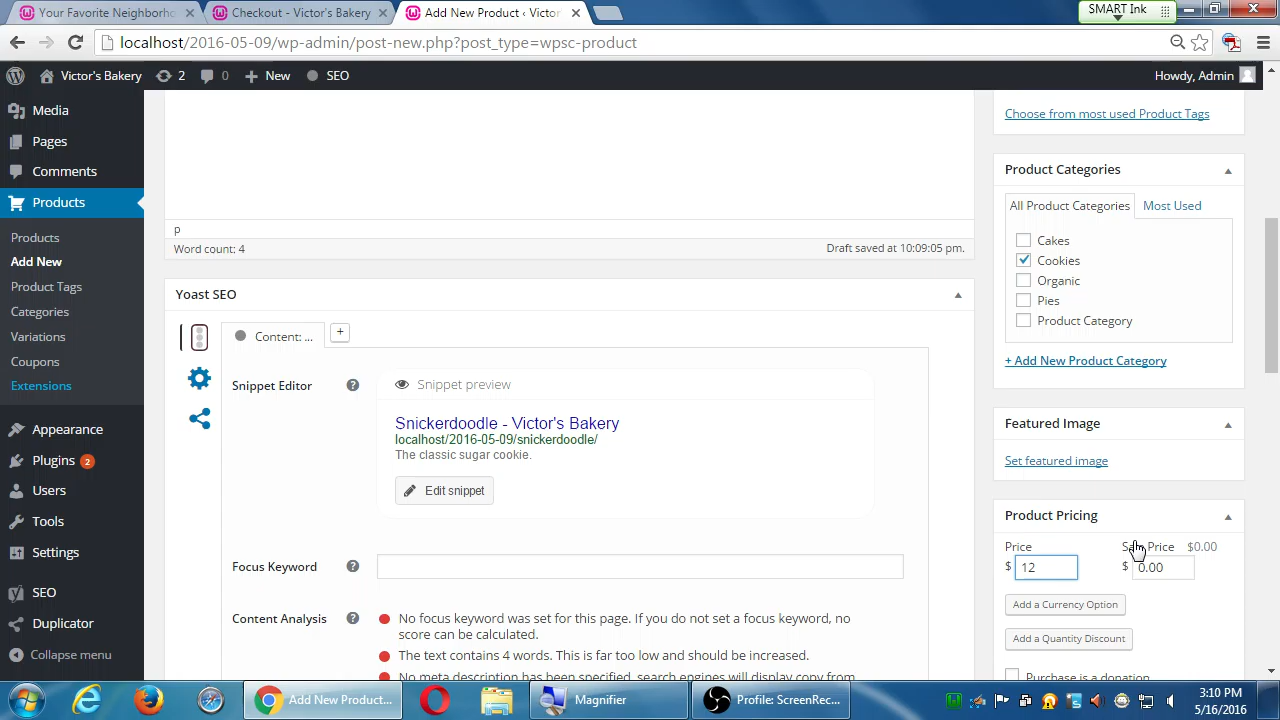 Your Favorite Neighborho
Checkout - Victor's Bakery
Add New Product ‹ Victor
SMART Ink
localhost/2016-05-09/wp-admin/post-new.php?post_type=wpsc-product
Victor's Bakery
2
0
New
SEO
Howdy, Admin
Media
Pages
Comments
Products
Products
Add New
Product Tags
Categories
Variations
Coupons
Extensions
Appearance
Plugins 2
Users
Tools
Settings
SEO
Duplicator
Collapse menu
p
Word count: 4
Draft saved at 10:09:05 pm.
Yoast SEO
Content: ...
+
Snippet Editor
Snippet preview
Snickerdoodle - Victor's Bakery
localhost/2016-05-09/snickerdoodle/
The classic sugar cookie.
Edit snippet
Focus Keyword
Content Analysis
No focus keyword was set for this page. If you do not set a focus keyword, no
score can be calculated.
The text contains 4 words. This is far too low and should be increased.
No meta description has been specified, search engines will display copy from
Choose from most used Product Tags
Product Categories
All Product Categories
Most Used
Cakes
Cookies
Organic
Pies
Product Category
+ Add New Product Category
Featured Image
Set featured image
Product Pricing
Price
Sale Price $0.00
$ 12
$ 0.00
Add a Currency Option
Add a Quantity Discount
Purchase is a donation
Add New Product...
Magnifier
Profile: ScreenRec...
3:10 PM
5/16/2016